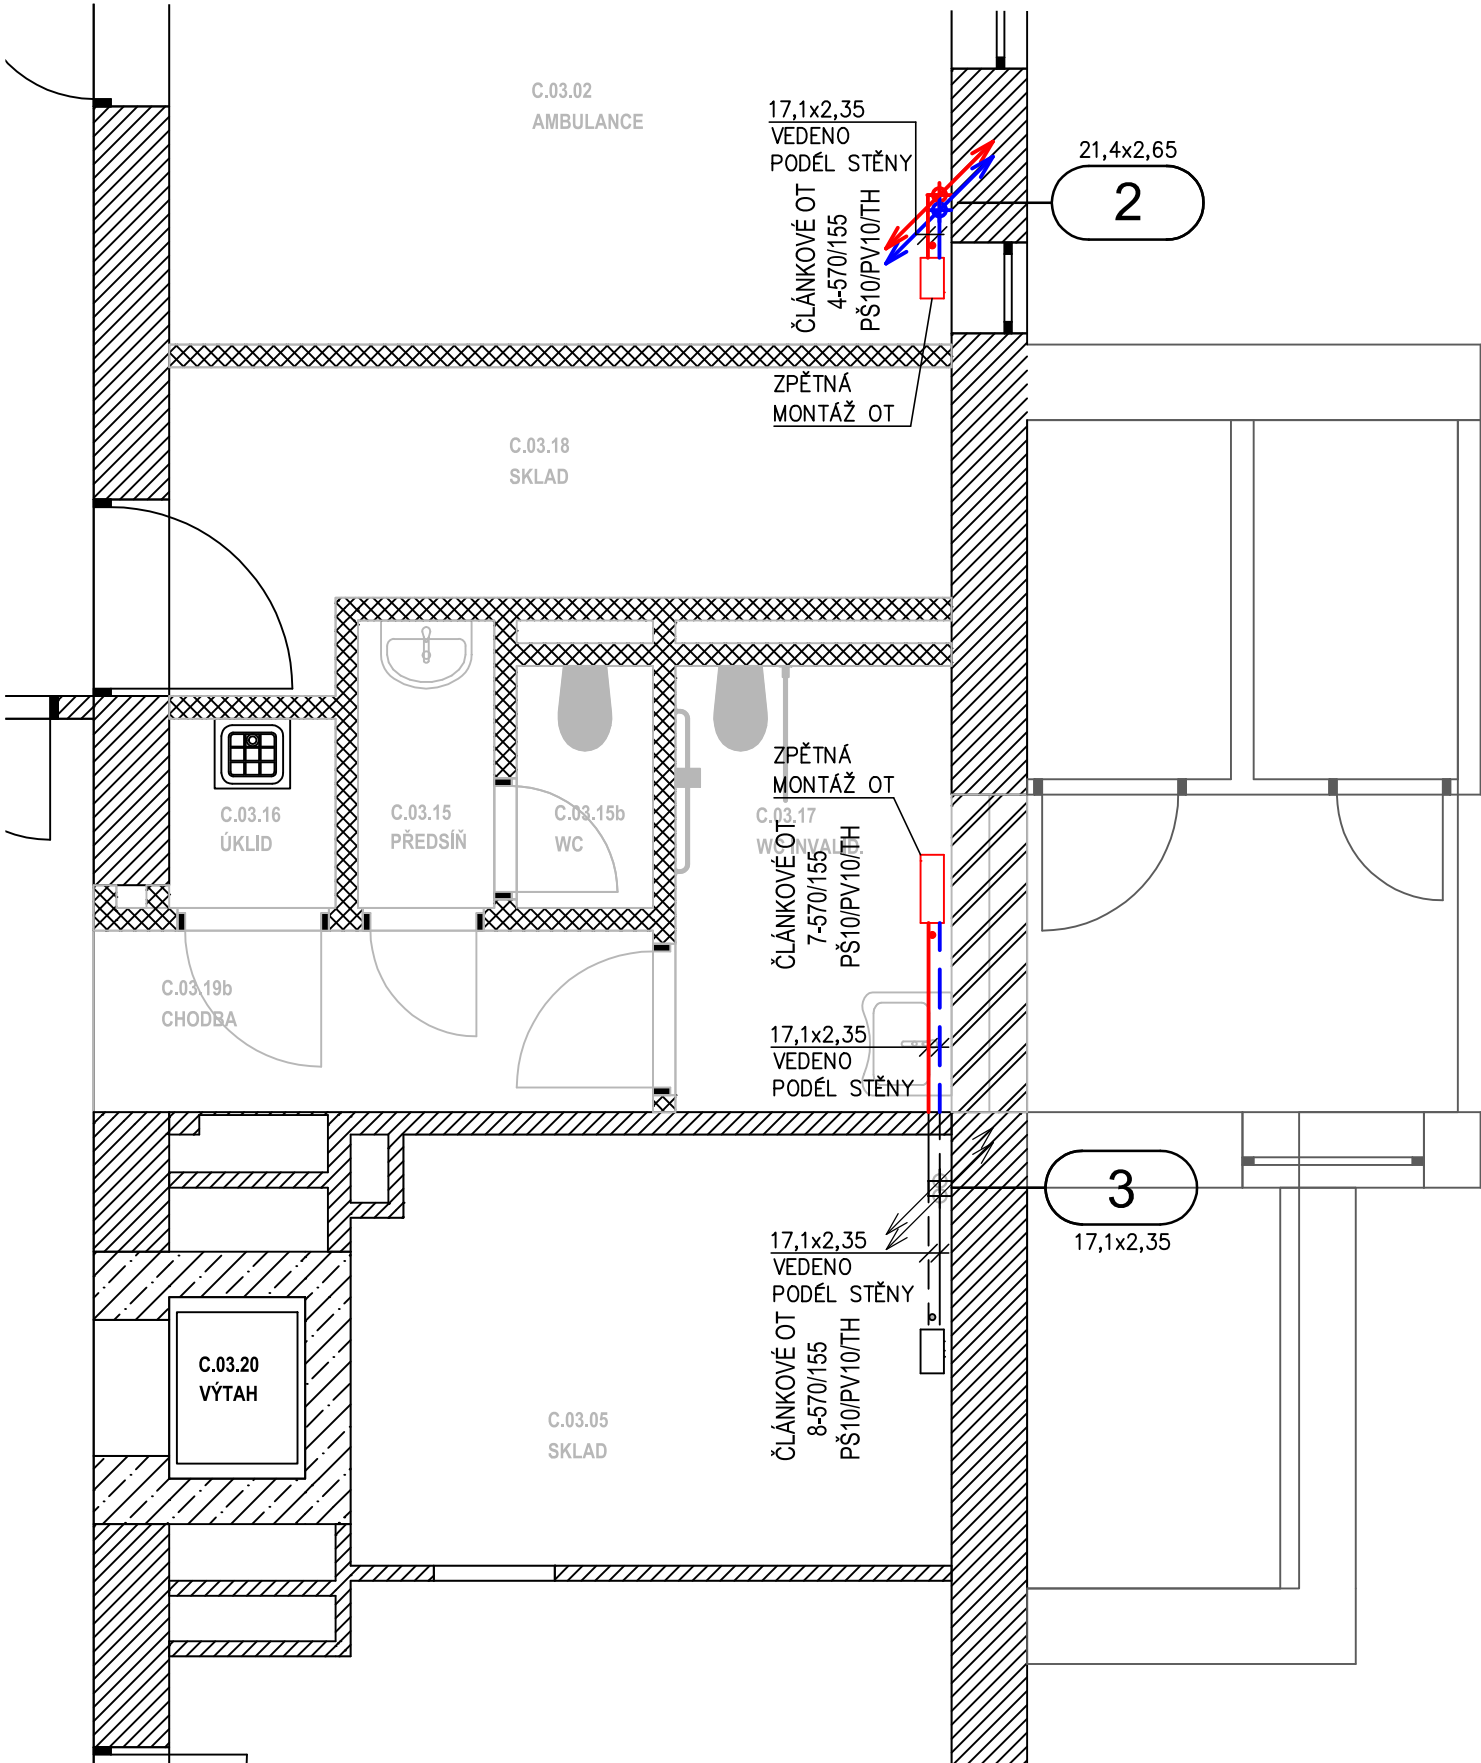 C.03.02
AMBULANCE
17,1x2,35
VEDENO
PODÉL STĚNY
ČLÁNKOVÉ OT
4-570/155
PŠ10/PV10/TH
21,4x2,65
2
ZPĚTNÁ
MONTÁŽ OT
C.03.18
SKLAD
ZPĚTNÁ
MONTÁŽ OT
C.03.16
ÚKLID
C.03.15
PŘEDSÍŇ
C.03.15b
WC
C.03.17
WC INVALID.
ČLÁNKOVÉ OT
7-570/155
PŠ10/PV10/TH
C.03.19b
CHODBA
17,1x2,35
VEDENO
PODÉL STĚNY
3
17,1x2,35
17,1x2,35
VEDENO
PODÉL STĚNY
ČLÁNKOVÉ OT
8-570/155
PŠ10/PV10/TH
C.03.20
VÝTAH
C.03.05
SKLAD